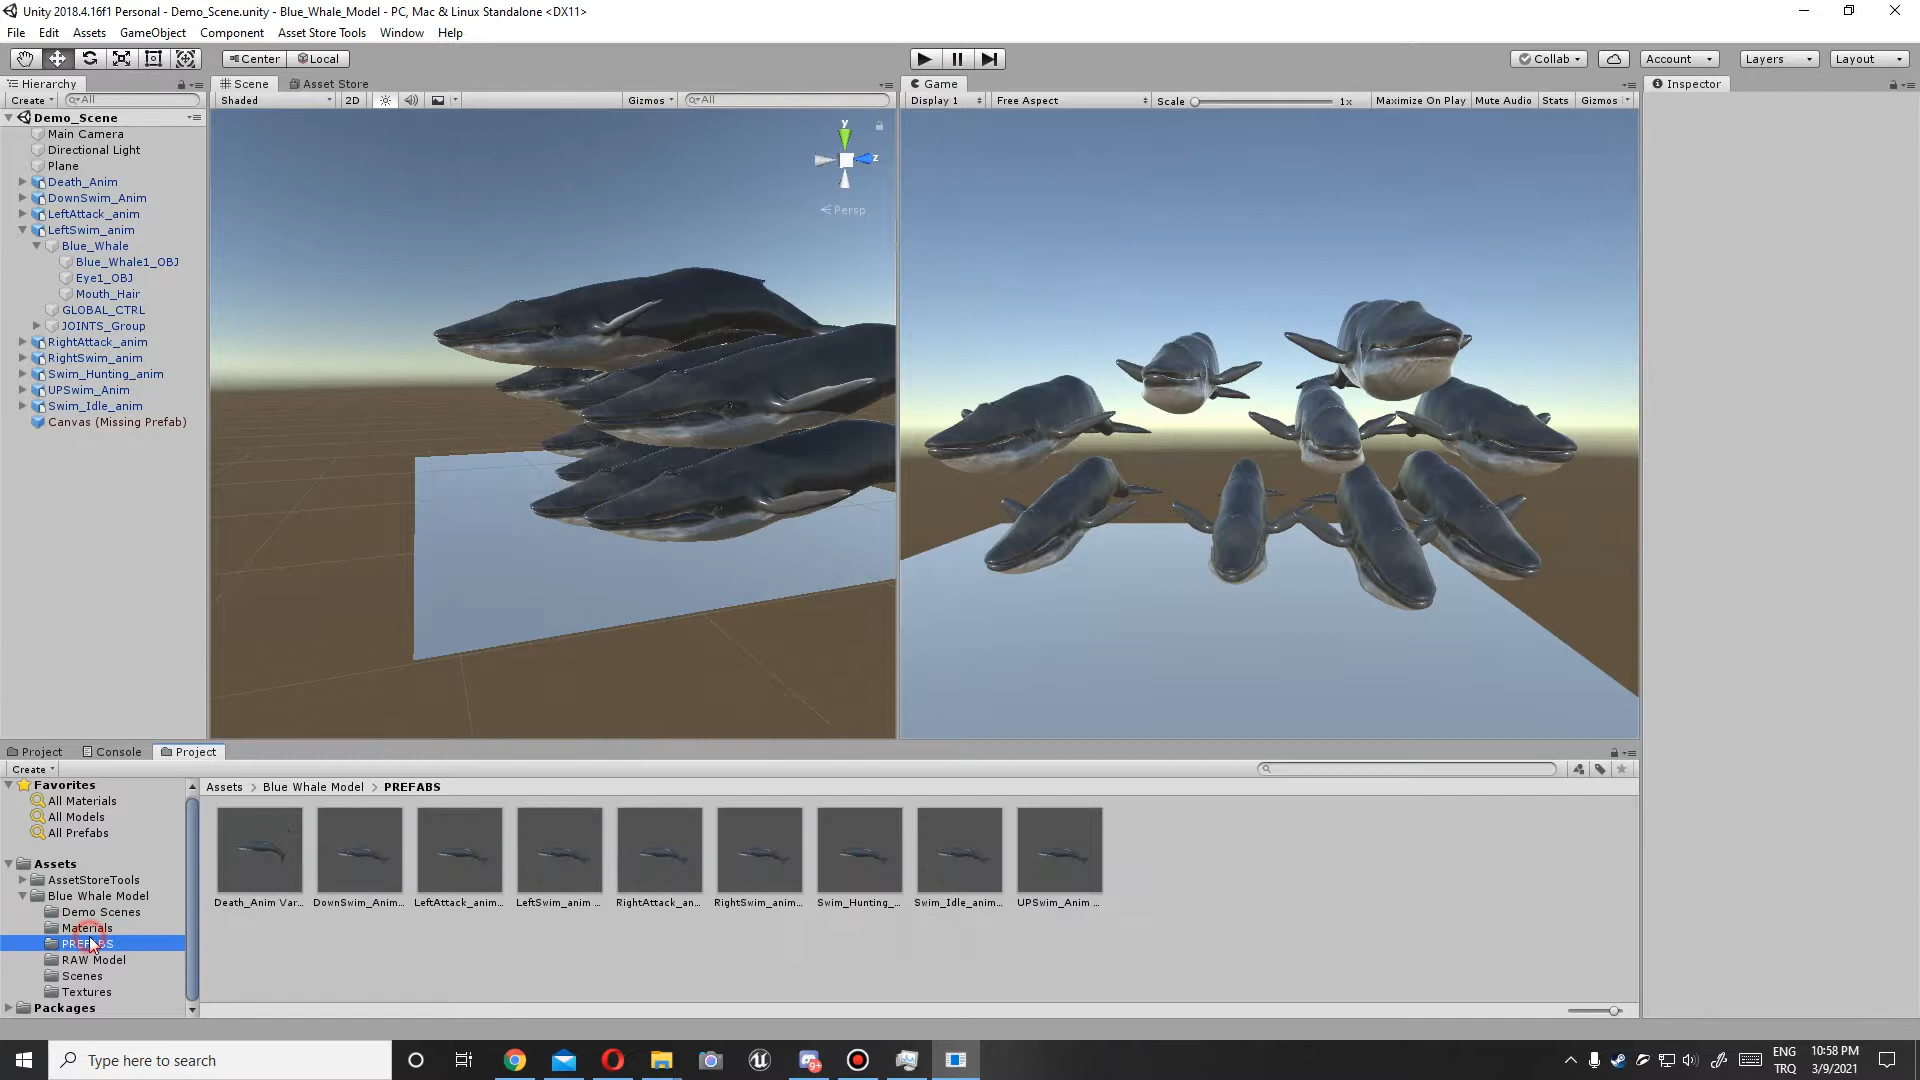 Unity 2018.4.16f1 Personal - Demo_Scene.unity - Blue_Whale_Model - PC, Mac & Linux Standalone <DX11>
File Edit Assets GameObject Component Asset Store Tools Window Help
Center Local Collab Account Layers Layout
Hierarchy
Create All
Demo_Scene
Main Camera
Directional Light
Plane
Death_Anim
DownSwim_Anim
LeftAttack_anim
LeftSwim_anim
Blue_Whale
Blue_Whale1_OBJ
Eye1_OBJ
Mouth_Hair
GLOBAL_CTRL
JOINTS_Group
RightAttack_anim
RightSwim_anim
Swim_Hunting_anim
UPSwim_Anim
Swim_Idle_anim
Canvas (Missing Prefab)
Scene Asset Store
Shaded 2D Gizmos All
y
z
Persp
Game
Display 1 Free Aspect Scale 1x Maximize On Play Mute Audio Stats Gizmos
Inspector
Project Console Project
Create
Favorites
All Materials
All Models
All Prefabs
Assets
AssetStoreTools
Blue Whale Model
Demo Scenes
Materials
PREFABS
RAW Model
Scenes
Textures
Packages
Assets > Blue Whale Model > PREFABS
Death_Anim Var... DownSwim_Anim... LeftAttack_anim... LeftSwim_anim ... RightAttack_an... RightSwim_anim... Swim_Hunting_... Swim_Idle_anim... UPSwim_Anim ...
Type here to search
9+
ENG
TRQ
10:58 PM
3/9/2021